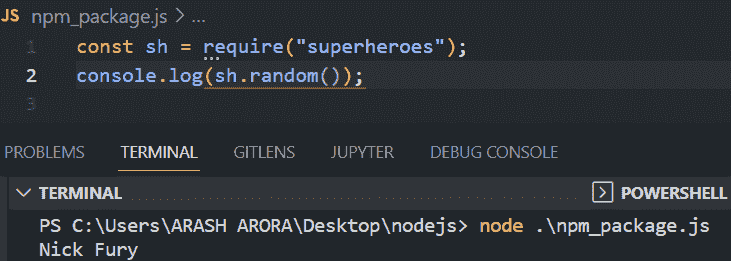 JS npm_package.js > ...
1 const sh = require("superheroes");
2 console.log(sh.random());
3
PROBLEMS TERMINAL GITLENS JUPYTER DEBUG CONSOLE
TERMINAL POWERSHELL
PS C:\Users\ARASH ARORA\Desktop\nodejs> node .\npm_package.js
Nick Fury